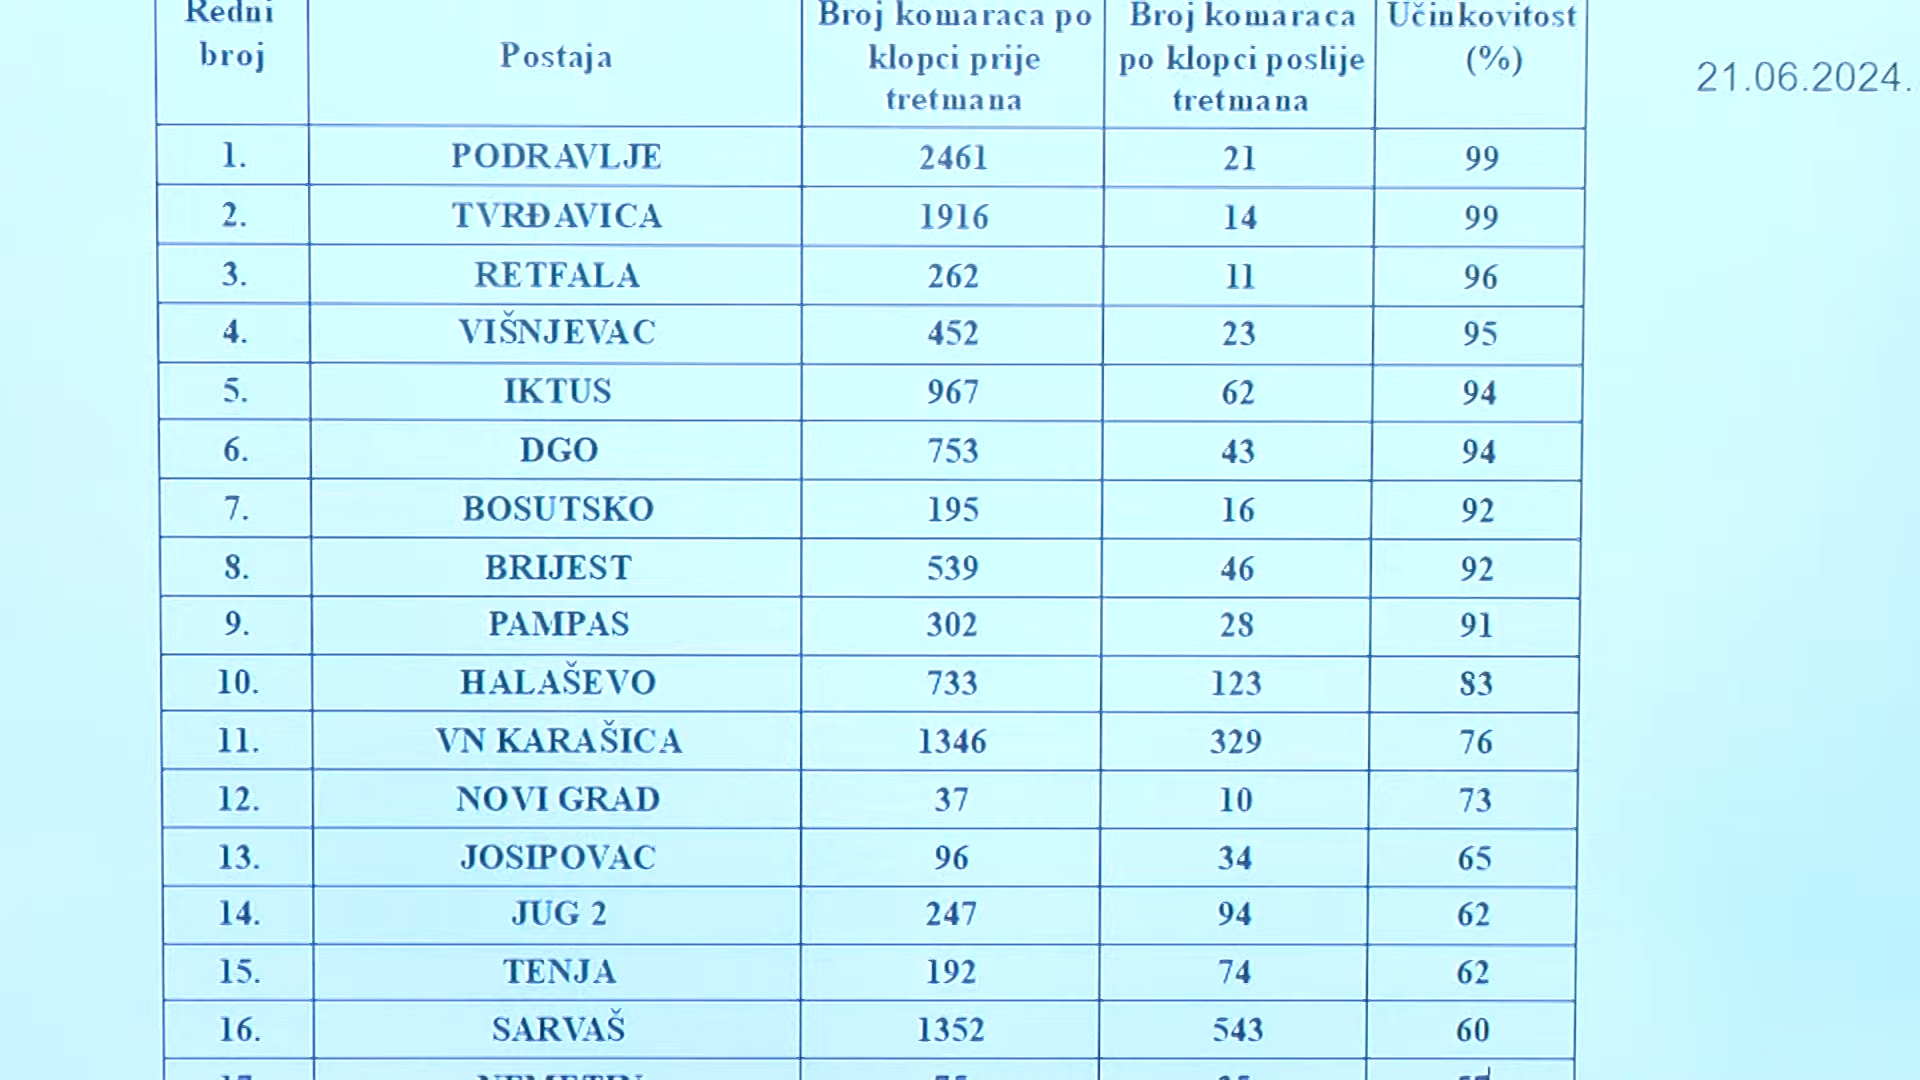 Redni broj Postaja Broj komaraca po klopci prije tretmana Broj komaraca po klopci poslije tretmana Učinkovitost (%)
21.06.2024.
1. PODRAVLJE 2461 21 99
2. TVRĐAVICA 1916 14 99
3. RETFALA 262 11 96
4. VIŠNJEVAC 452 23 95
5. IKTUS 967 62 94
6. DGO 753 43 94
7. BOSUTSKO 195 16 92
8. BRIJEST 539 46 92
9. PAMPAS 302 28 91
10. HALAŠEVO 733 123 83
11. VN KARAŠICA 1346 329 76
12. NOVI GRAD 37 10 73
13. JOSIPOVAC 96 34 65
14. JUG 2 247 94 62
15. TENJA 192 74 62
16. SARVAŠ 1352 543 60